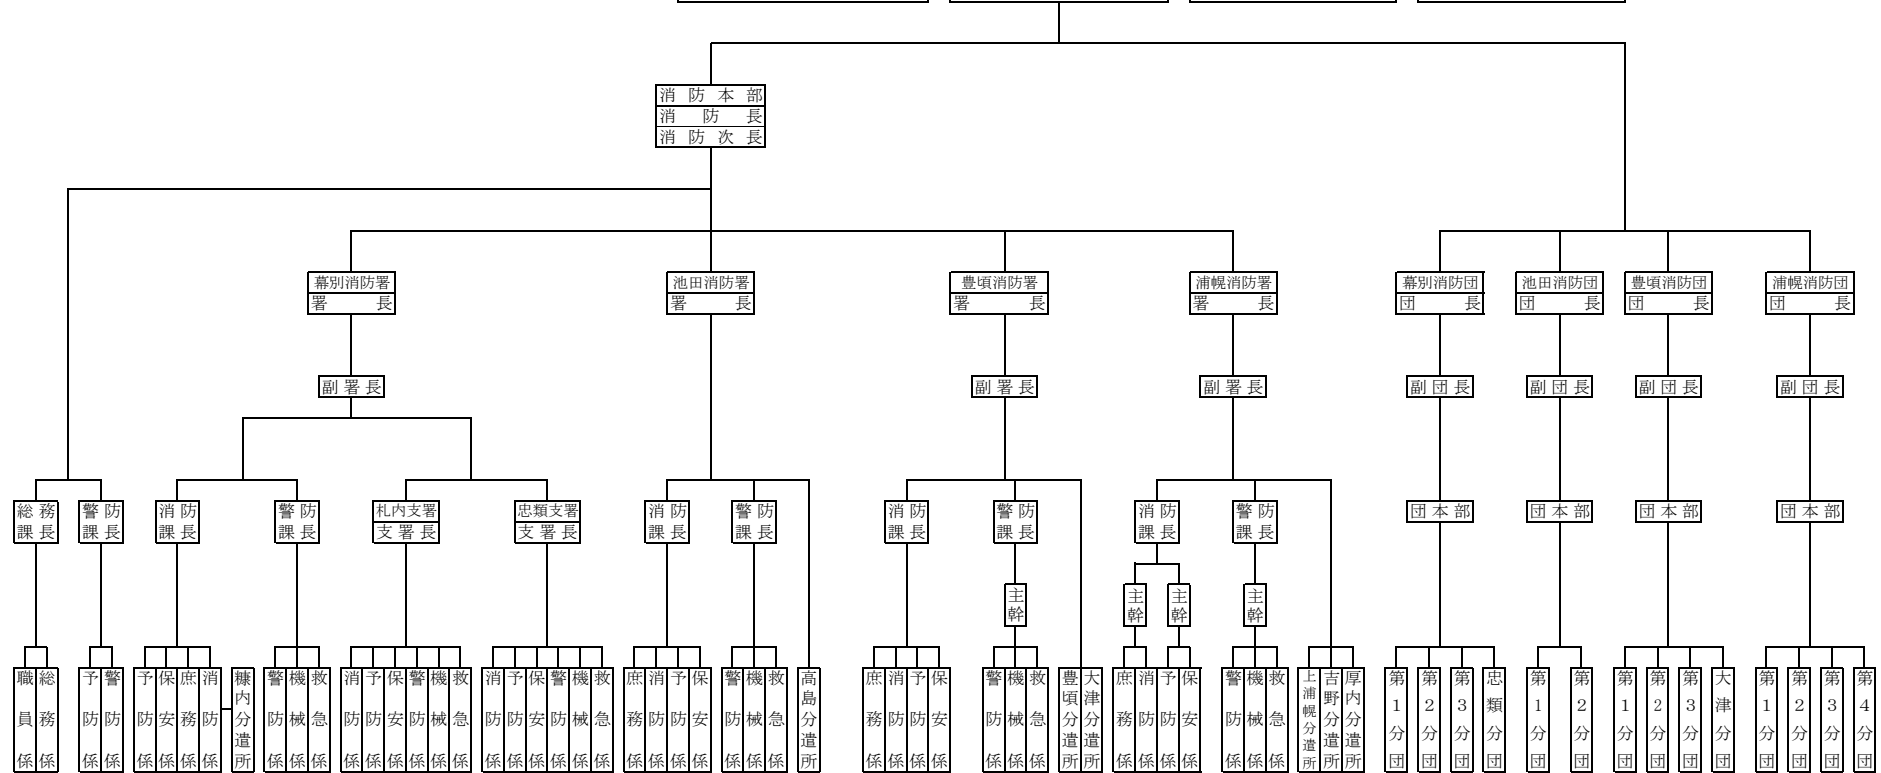 消防本部
消防長
消防次長
幕別消防署
署長
池田消防署
署長
豊頃消防署
署長
浦幌消防署
署長
幕別消防団
団長
池田消防団
団長
豊頃消防団
団長
浦幌消防団
団長
副署長
副署長
副署長
副団長
副団長
副団長
副団長
総務課長
警防課長
消防課長
警防課長
札内支署
支署長
忠類支署
支署長
消防課長
警防課長
消防課長
警防課長
消防課長
警防課長
団本部
団本部
団本部
団本部
主幹
主幹
主幹
主幹
職員係
総務係
予防係
警防係
予防係
保安係
庶務係
消防係
糠内分遣所
警防係
機械係
救急係
消防係
予防係
保安係
警防係
機械係
救急係
消防係
予防係
保安係
警防係
機械係
救急係
庶務係
消防係
予防係
保安係
警防係
機械係
救急係
高島分遣所
庶務係
消防係
予防係
保安係
警防係
機械係
救急係
豊頃分遣所
大津分遣所
庶務係
消防係
予防係
保安係
警防係
機械係
救急係
上浦幌分遣所
吉野分遣所
厚内分遣所
第1分団
第2分団
第3分団
忠類分団
第1分団
第2分団
第1分団
第2分団
第3分団
大津分団
第1分団
第2分団
第3分団
第4分団